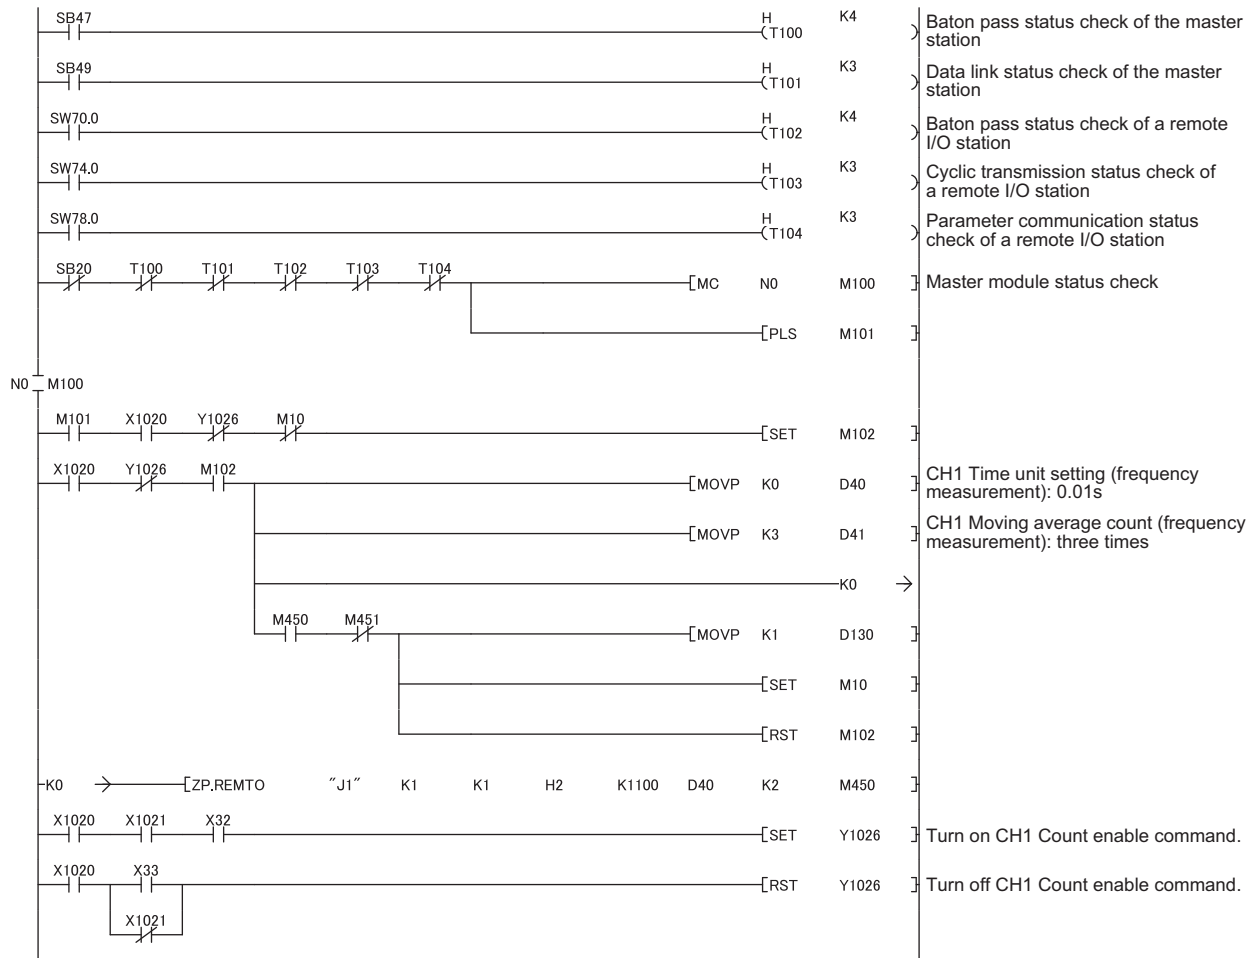 SB47 H K4 Baton pass status check of the master
T100 station
SB49 H K3 Data link status check of the master
T101 station
SW70.0 H K4 Baton pass status check of a remote
T102 I/O station
SW74.0 H K3 Cyclic transmission status check of
T103 a remote I/O station
SW78.0 H K3 Parameter communication status
T104 check of a remote I/O station
SB20 T100 T101 T102 T103 T104
MC N0 M100 Master module status check
PLS M101
N0 M100
M101 X1020 Y1026 M10
SET M102
X1020 Y1026 M102
MOVP K0 D40 CH1 Time unit setting (frequency
measurement): 0.01s
MOVP K3 D41 CH1 Moving average count (frequency
measurement): three times
K0
M450 M451
MOVP K1 D130
SET M10
RST M102
K0 ZP.REMTO "J1" K1 K1 H2 K1100 D40 K2 M450
X1020 X1021 X32
SET Y1026 Turn on CH1 Count enable command.
X1020 X33
RST Y1026 Turn off CH1 Count enable command.
X1021